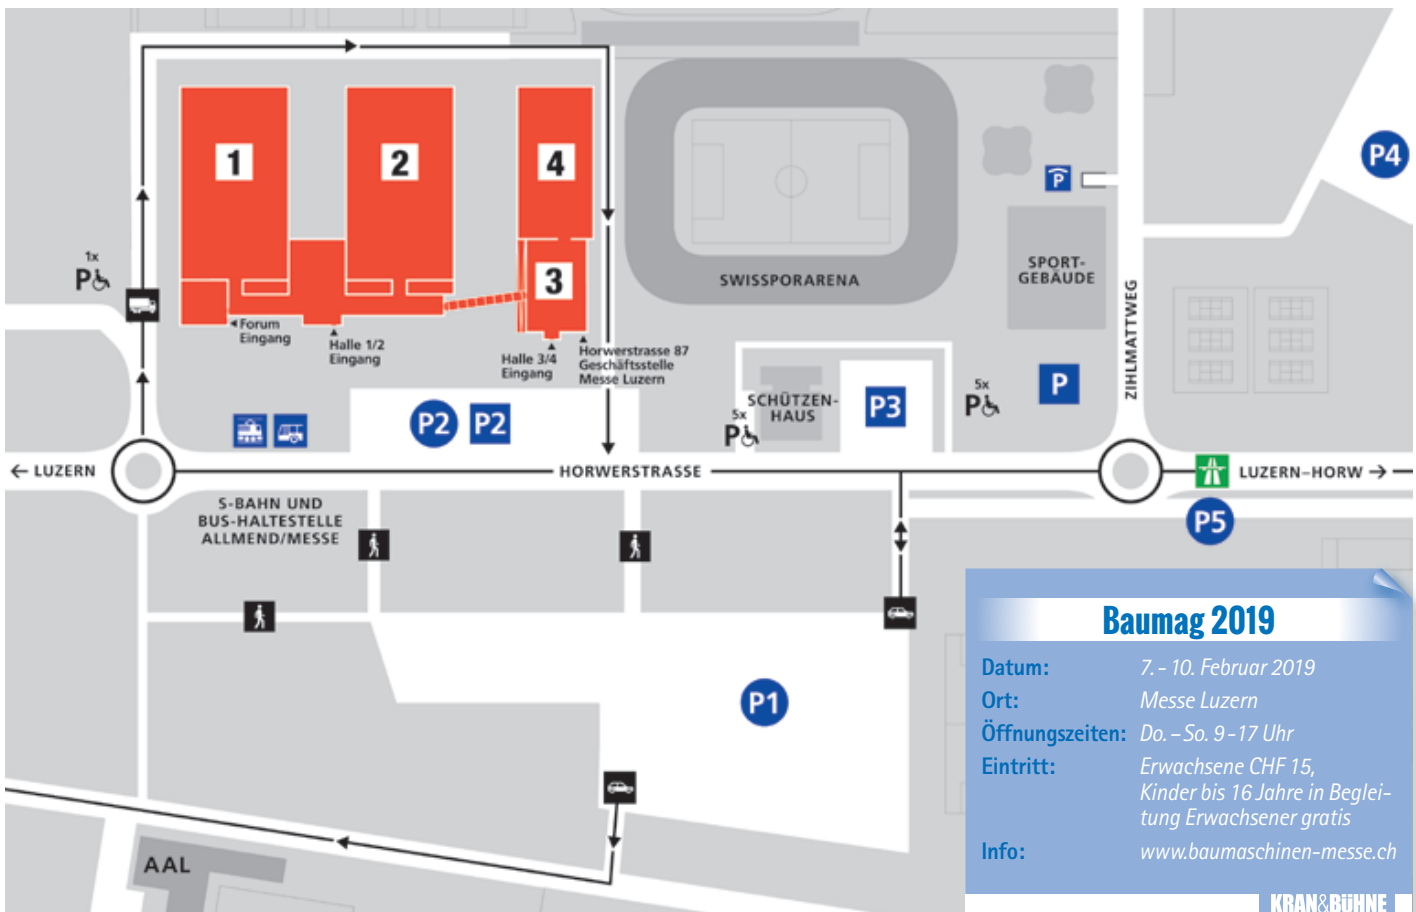 1
2
4
3
P4
P
1x
P
SWISSPORARENA
SPORT-
GEBÄUDE
ZIHLMATTWEG
Forum
Eingang
Halle 1/2
Eingang
Halle 3/4
Eingang
Horwerstrasse 87
Geschäftsstelle
Messe Luzern
P2
P2
5x
P
SCHÜTZEN-
HAUS
P3
5x
P
P
← LUZERN
HORWERSTRASSE
LUZERN–HORW →
S-BAHN UND
BUS-HALTESTELLE
ALLMEND/MESSE
P5
P1
AAL
Baumag 2019
Datum: 7. - 10. Februar 2019
Ort: Messe Luzern
Öffnungszeiten: Do. – So. 9 -17 Uhr
Eintritt: Erwachsene CHF 15,
Kinder bis 16 Jahre in Beglei-
tung Erwachsener gratis
Info: www.baumaschinen-messe.ch
KRAN&BÜHNE